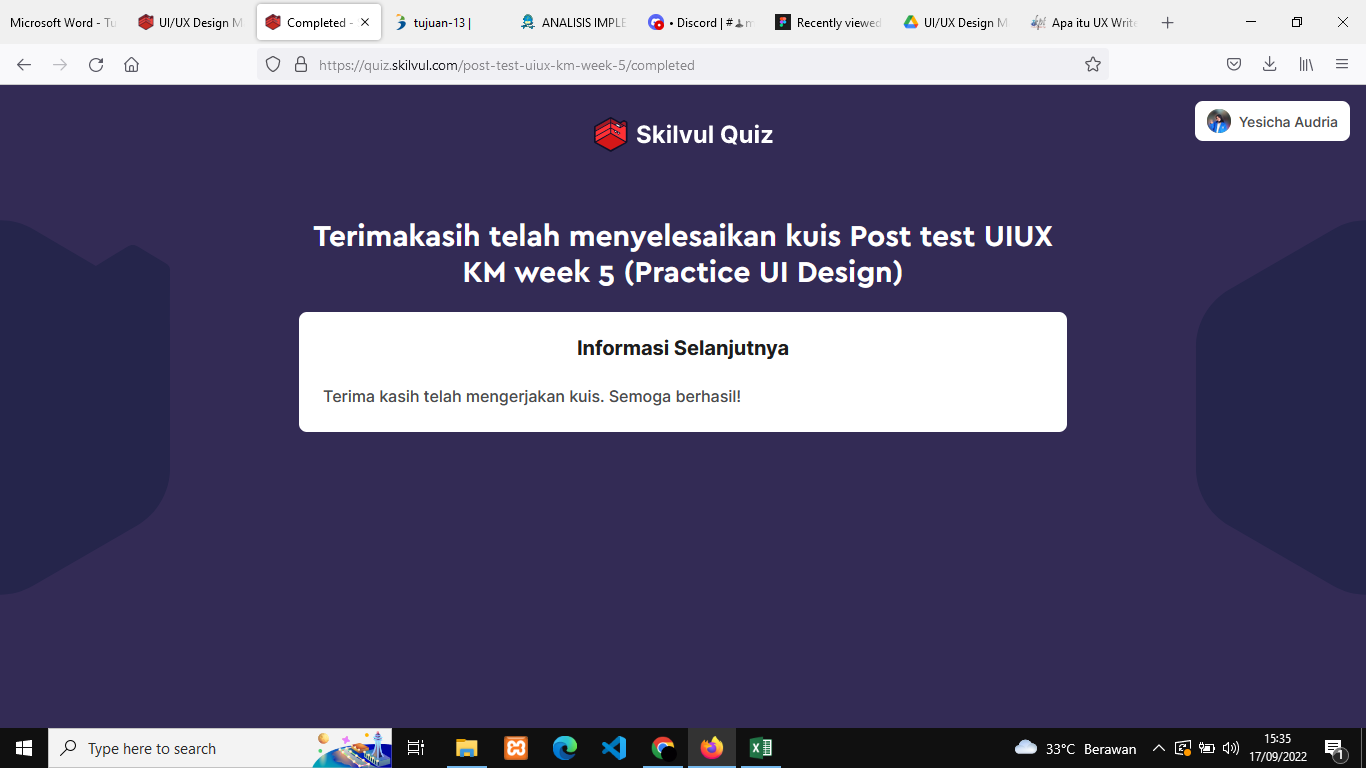 Microsoft Word - Tu
UI/UX Design M
Completed -
tujuan-13 |
ANALISIS IMPLE
• Discord | #
Recently viewed
UI/UX Design M
Apa itu UX Write
https://quiz.skilvul.com/post-test-uiux-km-week-5/completed
Skilvul Quiz
Yesicha Audria
Terimakasih telah menyelesaikan kuis Post test UIUX
KM week 5 (Practice UI Design)
Informasi Selanjutnya
Terima kasih telah mengerjakan kuis. Semoga berhasil!
Type here to search
33°C Berawan
15:35
17/09/2022
1